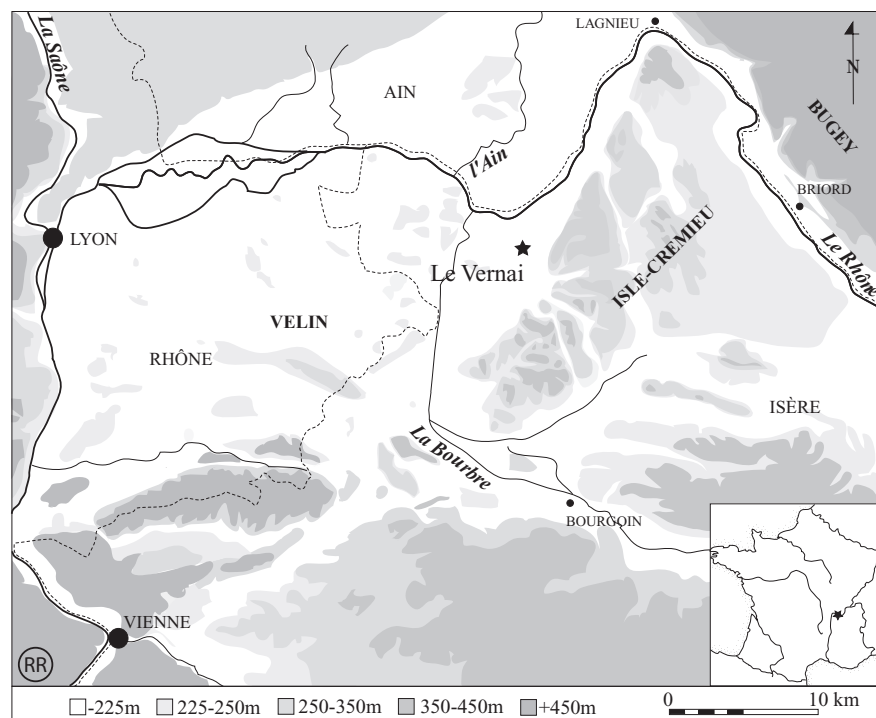 La Saône
LAGNIEU
N
AIN
l'Ain
BUGEY
BRIORD
LYON
Le Vernai
ISLE-CREMIEU
Le Rhône
VELIN
RHÔNE
ISÈRE
La Bourbre
BOURGOIN
VIENNE
RR
-225m 225-250m 250-350m 350-450m +450m 0 10 km